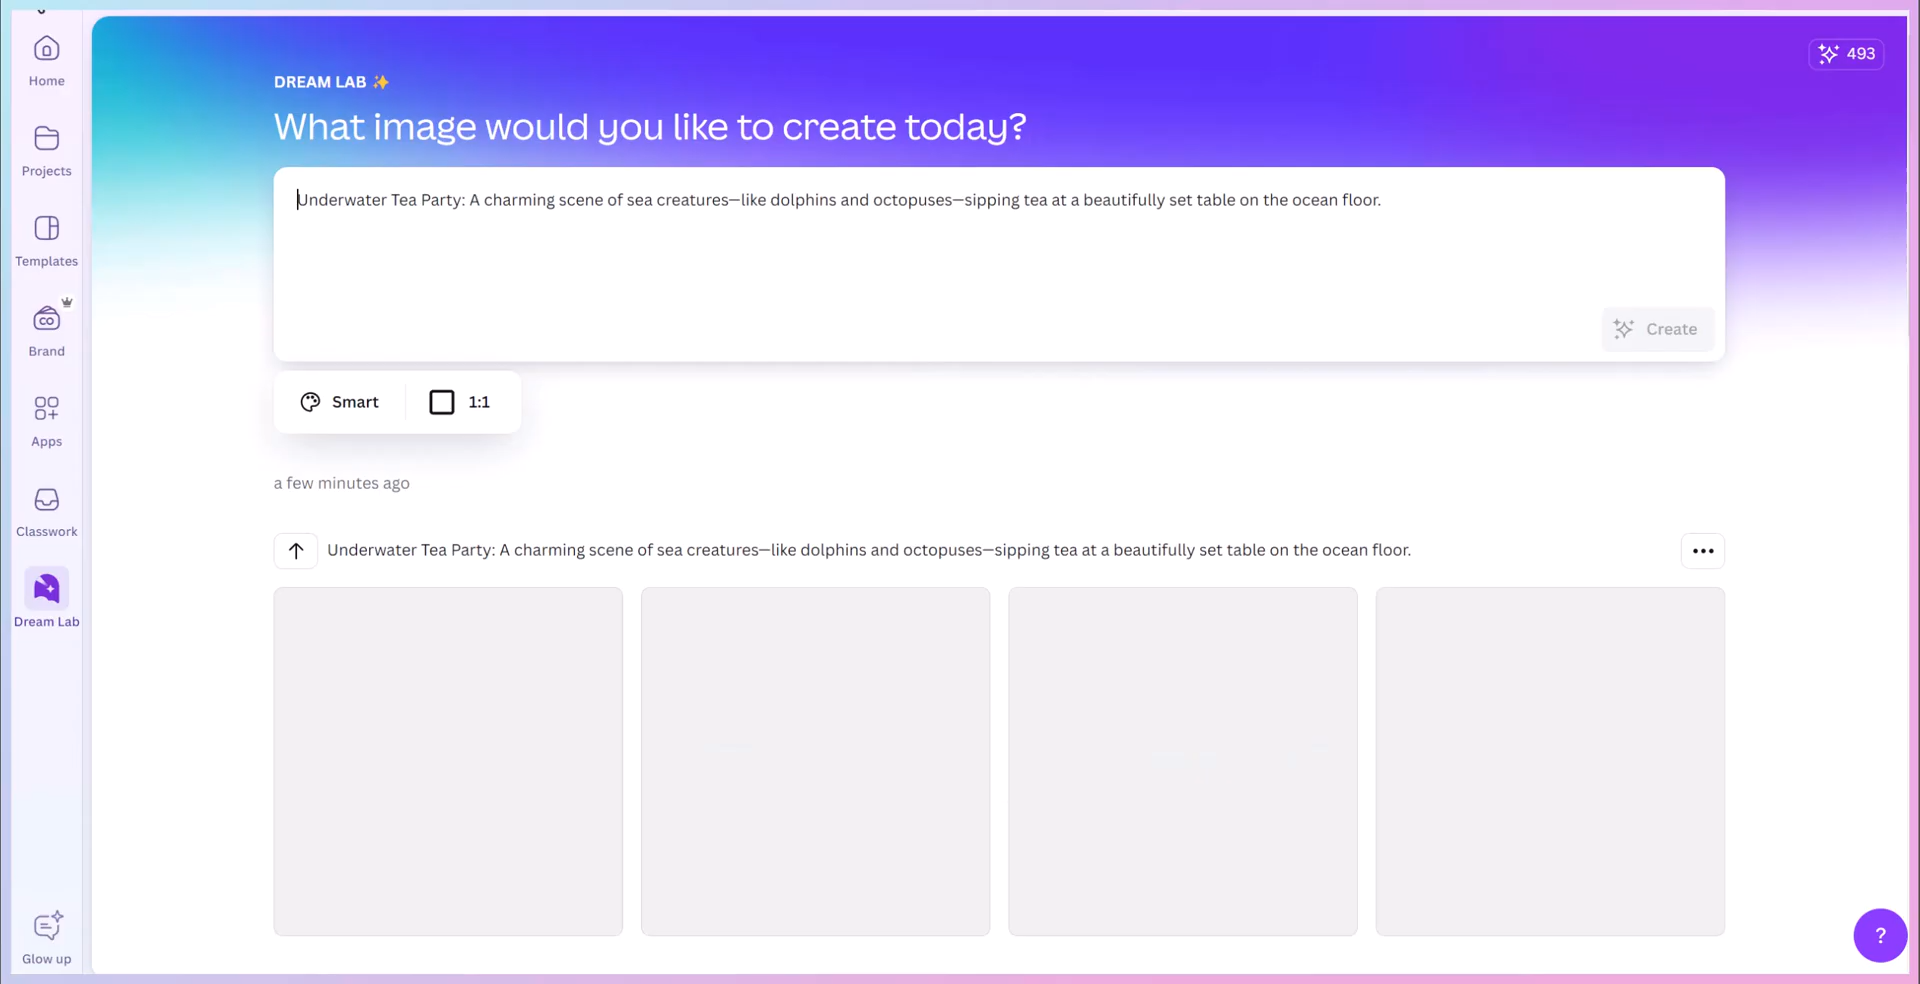 Home
Projects
Templates
CO
Brand
Apps
Classwork
Dream Lab
Glow up
493
DREAM LAB ✨
What image would you like to create today?
Underwater Tea Party: A charming scene of sea creatures—like dolphins and octopuses—sipping tea at a beautifully set table on the ocean floor.
Create
Smart
1:1
a few minutes ago
Underwater Tea Party: A charming scene of sea creatures—like dolphins and octopuses—sipping tea at a beautifully set table on the ocean floor.
?